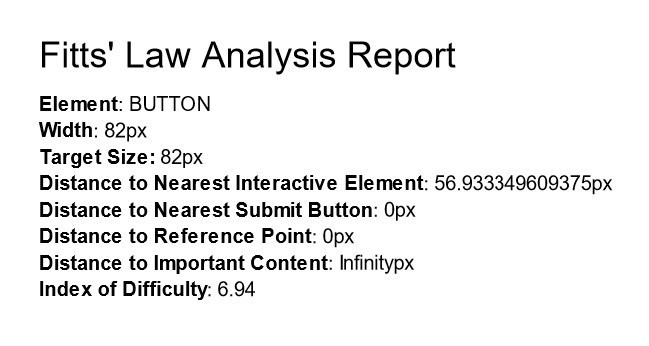 Fitts' Law Analysis Report
Element: BUTTON
Width: 82px
Target Size: 82px
Distance to Nearest Interactive Element: 56.933349609375px
Distance to Nearest Submit Button: 0px
Distance to Reference Point: 0px
Distance to Important Content: Infinitypx
Index of Difficulty: 6.94